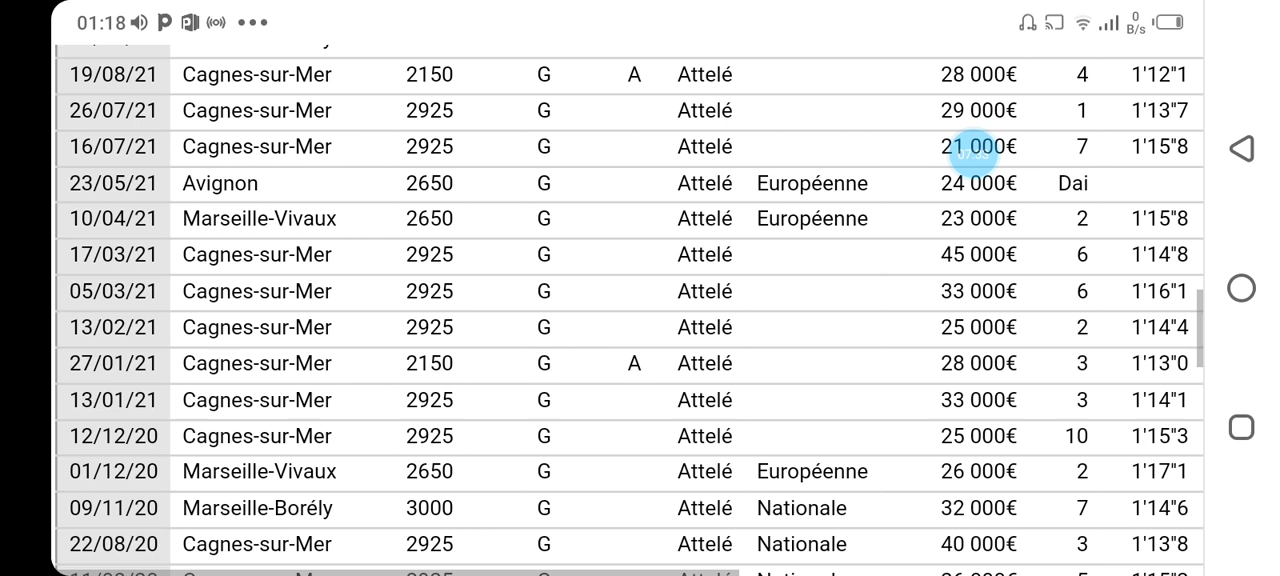 01:18 0 B/s
19/08/21 Cagnes-sur-Mer 2150 G A Attelé 28 000€ 4 1'12"1
26/07/21 Cagnes-sur-Mer 2925 G Attelé 29 000€ 1 1'13"7
16/07/21 Cagnes-sur-Mer 2925 G Attelé 21 000€ 7 1'15"8
23/05/21 Avignon 2650 G Attelé Européenne 24 000€ Dai
10/04/21 Marseille-Vivaux 2650 G Attelé Européenne 23 000€ 2 1'15"8
17/03/21 Cagnes-sur-Mer 2925 G Attelé 45 000€ 6 1'14"8
05/03/21 Cagnes-sur-Mer 2925 G Attelé 33 000€ 6 1'16"1
13/02/21 Cagnes-sur-Mer 2925 G Attelé 25 000€ 2 1'14"4
27/01/21 Cagnes-sur-Mer 2150 G A Attelé 28 000€ 3 1'13"0
13/01/21 Cagnes-sur-Mer 2925 G Attelé 33 000€ 3 1'14"1
12/12/20 Cagnes-sur-Mer 2925 G Attelé 25 000€ 10 1'15"3
01/12/20 Marseille-Vivaux 2650 G Attelé Européenne 26 000€ 2 1'17"1
09/11/20 Marseille-Borély 3000 G Attelé Nationale 32 000€ 7 1'14"6
22/08/20 Cagnes-sur-Mer 2925 G Attelé Nationale 40 000€ 3 1'13"8